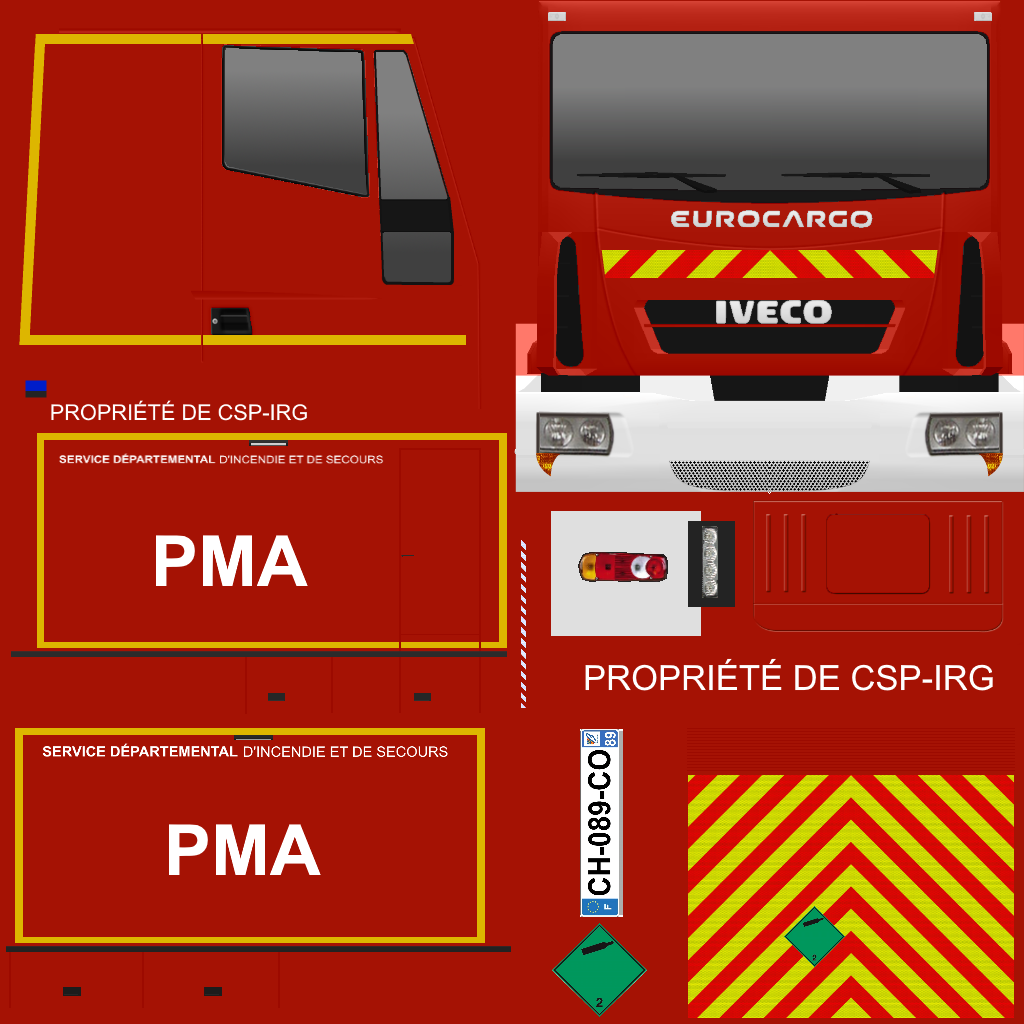 EUROCARGO
IVECO
PROPRIÉTÉ DE CSP-IRG
SERVICE DÉPARTEMENTAL D'INCENDIE ET DE SECOURS
PMA
PROPRIÉTÉ DE CSP-IRG
SERVICE DÉPARTEMENTAL D'INCENDIE ET DE SECOURS
PMA
89
CH-089-CO
F
2
2